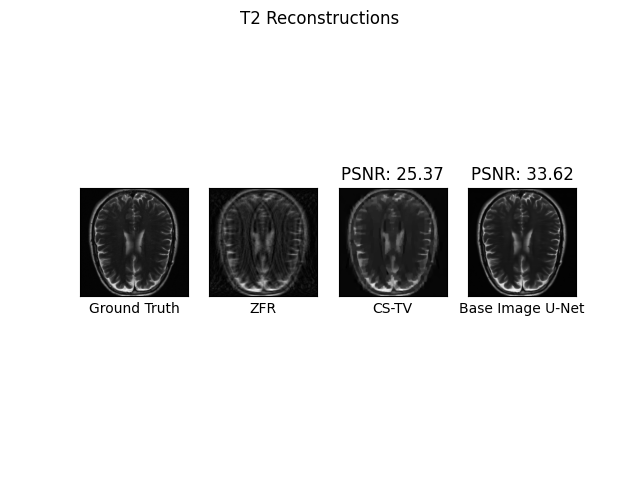 T2 Reconstructions
PSNR: 25.37
PSNR: 33.62
Ground Truth
ZFR
CS-TV
Base Image U-Net